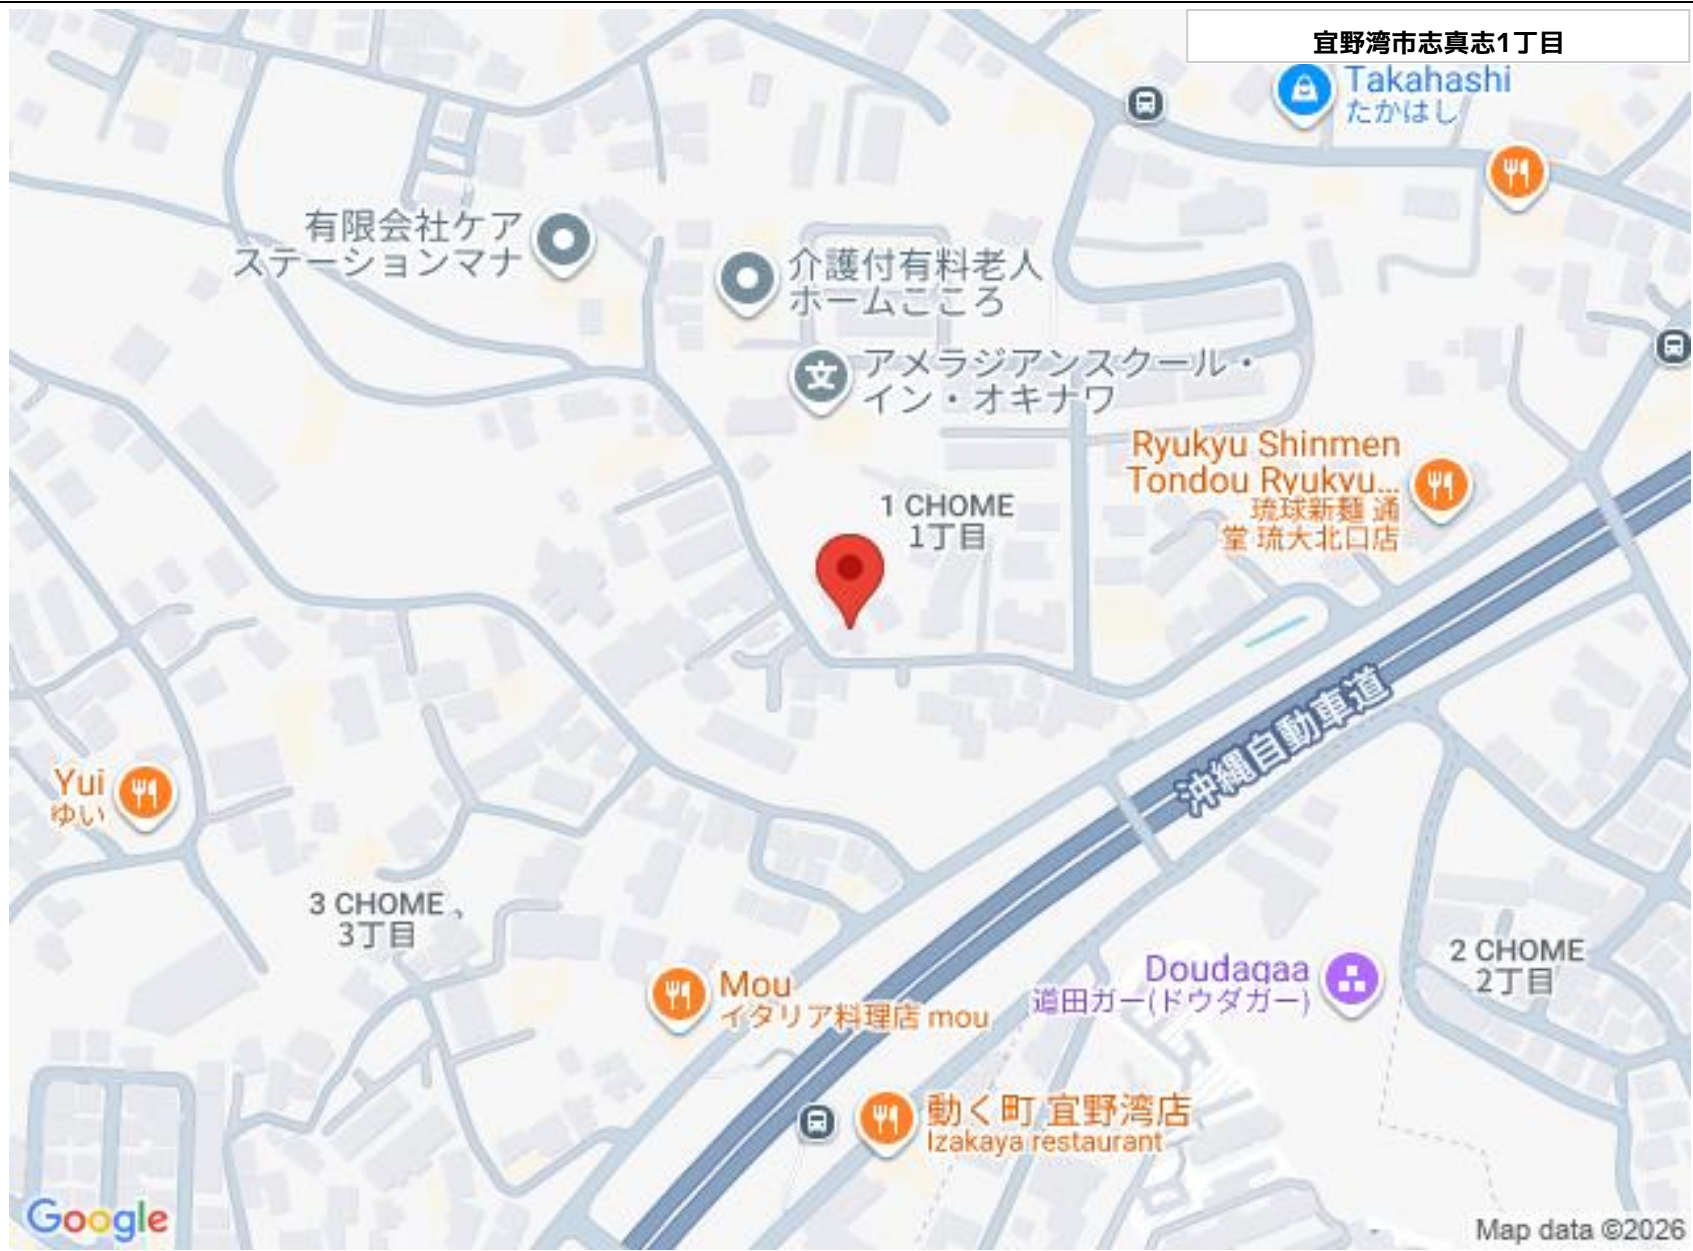 宜野湾市志真志1丁目
Takahashi
たかはし
有限会社ケア
ステーションマナ
介護付有料老人
ホームこころ
アメラジアンスクール・
イン・オキナワ
Ryukyu Shinmen
Tondou Ryukyu...
琉球新麺 通
堂 琉大北口店
1 CHOME
1丁目
沖縄自動車道
Yui
ゆい
3 CHOME
3丁目
2 CHOME
2丁目
Doudagaa
道田ガー(ドウダガー)
Mou
イタリア料理店 mou
動く町 宜野湾店
Izakaya restaurant
Google
Map data ©2026